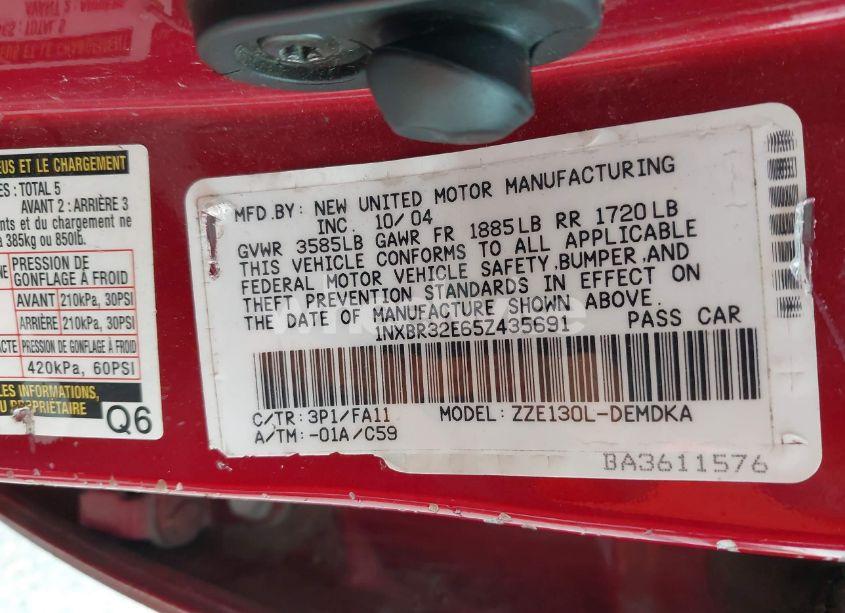 EUS ET LE CHARGEMENT
ES: TOTAL 5
AVANT 2 : ARRIÈRE 3
nts et du chargement ne
a 385kg ou 850lb.
PRESSION DE
GONFLAGE À FROID
AVANT 210kPa, 30PSI
ARRIÈRE 210kPa, 30PSI
PRESSION DE GONFLAGE À FROID
420kPa, 60PSI
LES INFORMATIONS,
DU PROPRIÉTAIRE
Q6
MFD.BY: NEW UNITED MOTOR MANUFACTURING
INC. 10/04
GVWR 3585LB GAWR FR 1885LB RR 1720LB
THIS VEHICLE CONFORMS TO ALL APPLICABLE
FEDERAL MOTOR VEHICLE SAFETY,BUMPER,AND
THEFT PREVENTION STANDARDS IN EFFECT ON
THE DATE OF MANUFACTURE SHOWN ABOVE.
1NXBR32E65Z435691 PASS CAR
C/TR: 3P1/FA11 MODEL: ZZE130L-DEMDKA
A/TM: -01A/C59
BA3611576